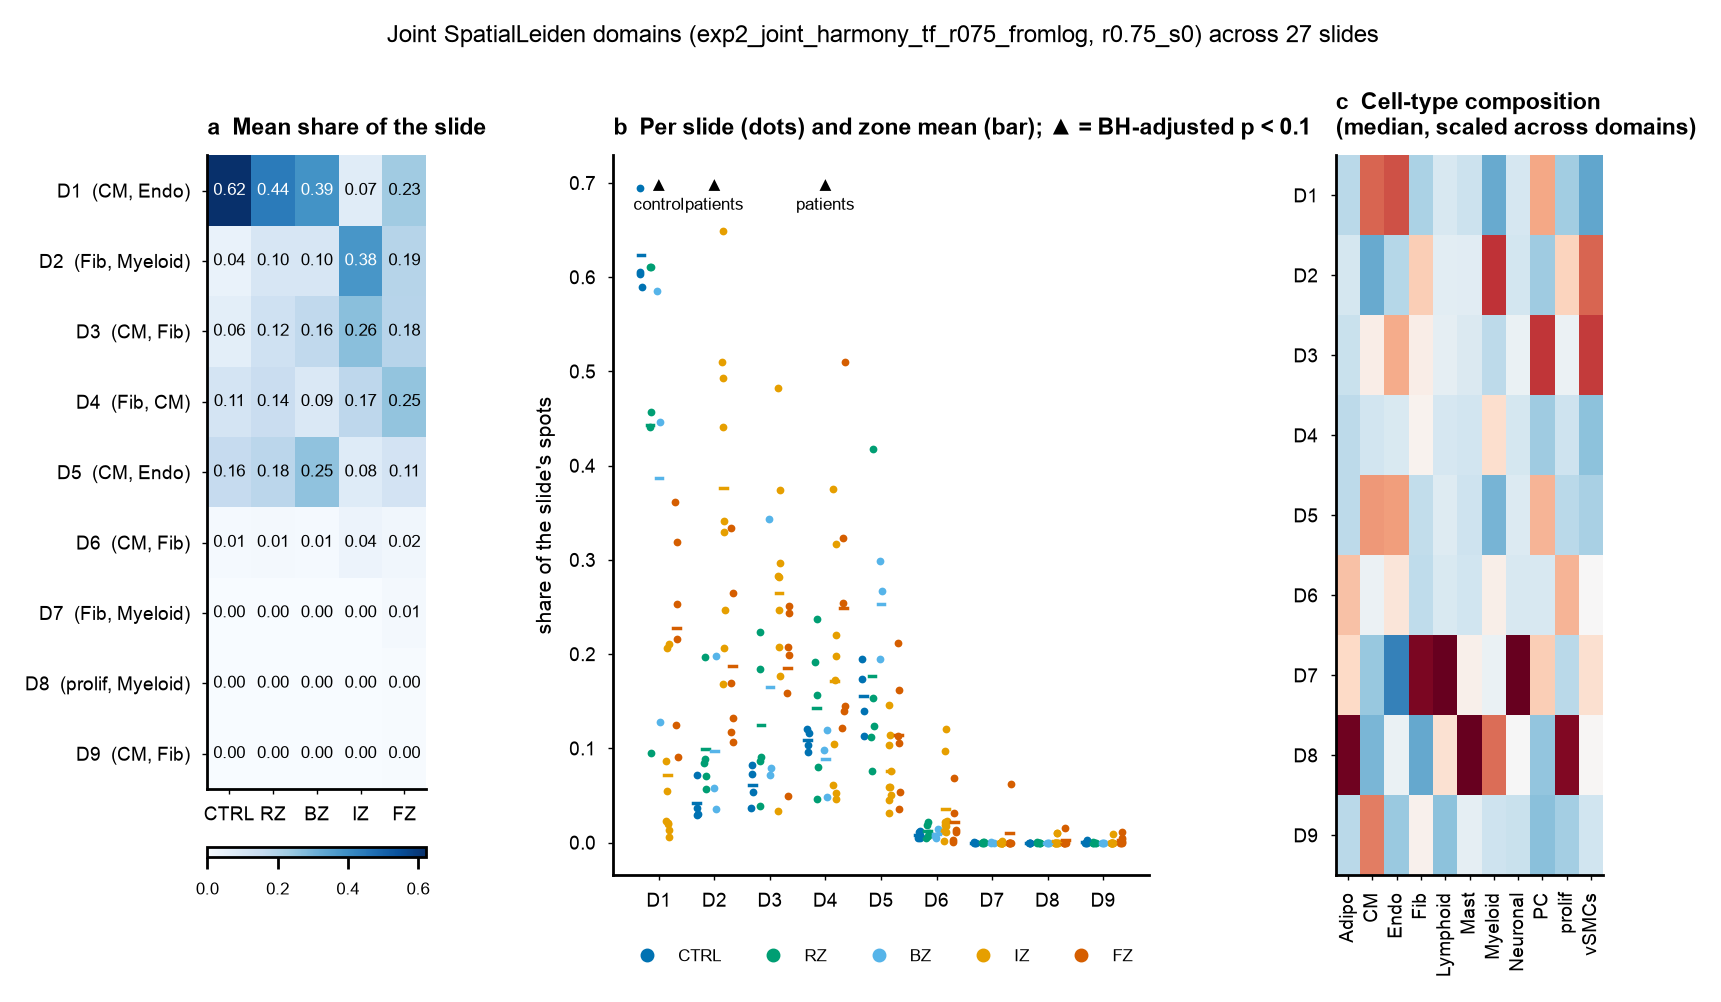 Joint SpatialLeiden domains (exp2_joint_harmony_tf_r075_fromlog, r0.75_s0) across 27 slides
a Mean share of the slide
D1 (CM, Endo) 0.62 0.44 0.39 0.07 0.23
D2 (Fib, Myeloid) 0.04 0.10 0.10 0.38 0.19
D3 (CM, Fib) 0.06 0.12 0.16 0.26 0.18
D4 (Fib, CM) 0.11 0.14 0.09 0.17 0.25
D5 (CM, Endo) 0.16 0.18 0.25 0.08 0.11
D6 (CM, Fib) 0.01 0.01 0.01 0.04 0.02
D7 (Fib, Myeloid) 0.00 0.00 0.00 0.00 0.01
D8 (prolif, Myeloid) 0.00 0.00 0.00 0.00 0.00
D9 (CM, Fib) 0.00 0.00 0.00 0.00 0.00
CTRL RZ BZ IZ FZ
0.0 0.2 0.4 0.6
b Per slide (dots) and zone mean (bar); ▲ = BH-adjusted p < 0.1
share of the slide's spots
0.7
0.6
0.5
0.4
0.3
0.2
0.1
0.0
▲ ▲ ▲
controlpatients patients
D1 D2 D3 D4 D5 D6 D7 D8 D9
CTRL RZ BZ IZ FZ
c Cell-type composition
(median, scaled across domains)
D1
D2
D3
D4
D5
D6
D7
D8
D9
Adipo
CM
Endo
Fib
Lymphoid
Mast
Myeloid
Neuronal
PC
prolif
vSMCs